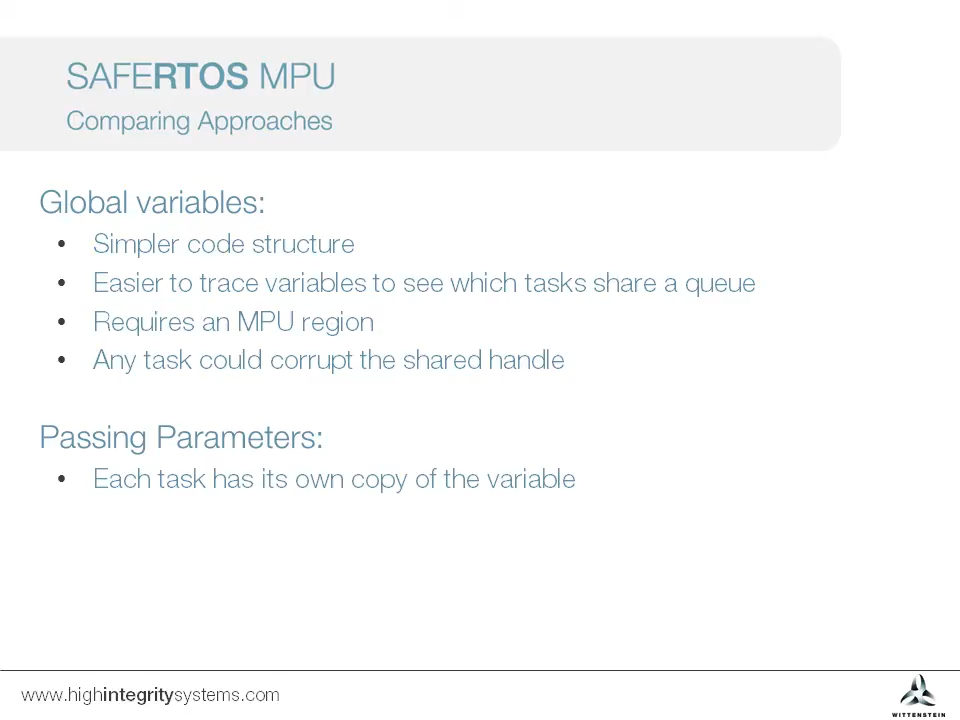 SAFERTOS MPU
Comparing Approaches
Global variables:
• Simpler code structure
• Easier to trace variables to see which tasks share a queue
• Requires an MPU region
• Any task could corrupt the shared handle
Passing Parameters:
• Each task has its own copy of the variable
www.highintegritysystems.com
WITTENSTEIN